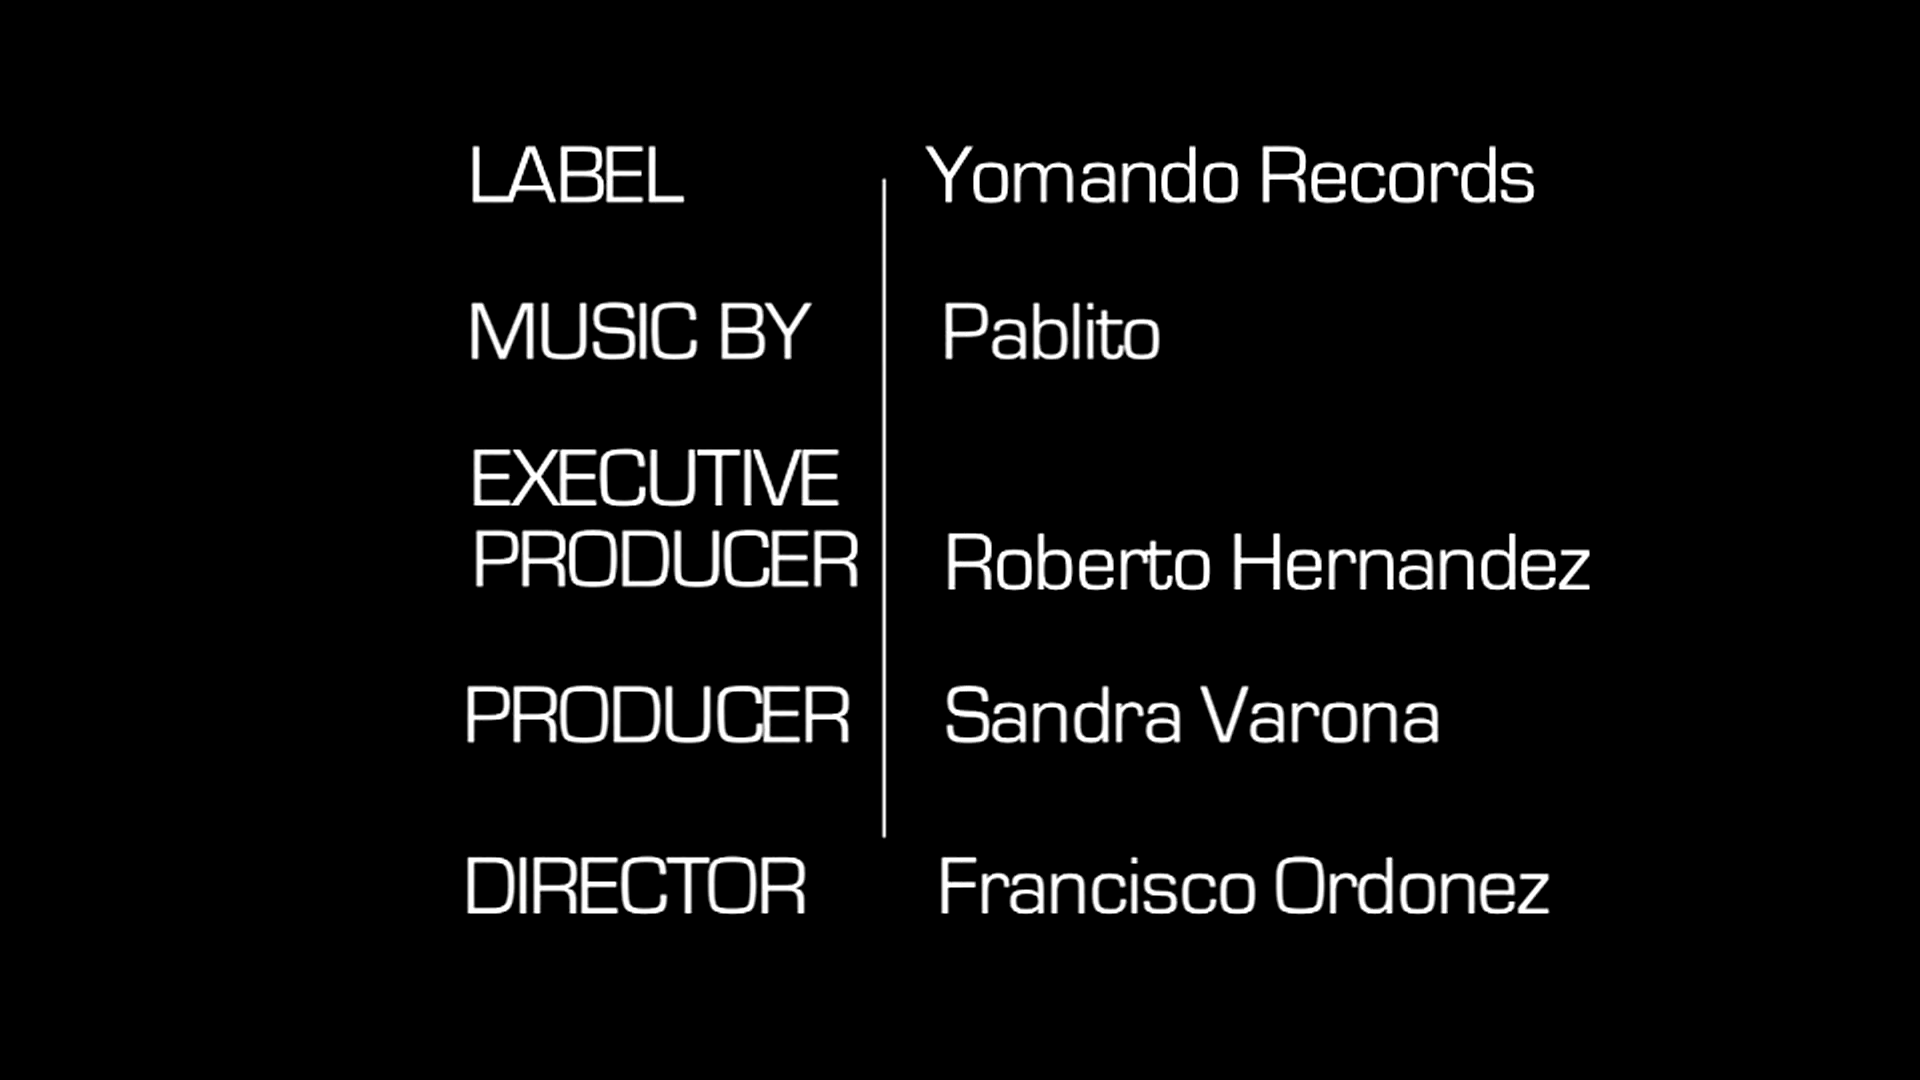 LABEL Yomando Records
MUSIC BY Pablito
EXECUTIVE
PRODUCER Roberto Hernandez
PRODUCER Sandra Varona
DIRECTOR Francisco Ordonez